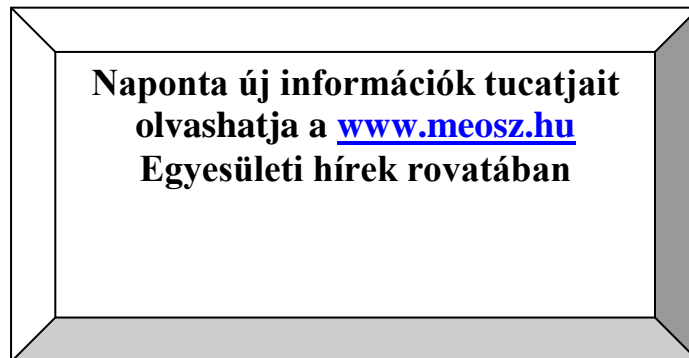 Naponta új információk tucatjait
olvashatja a www.meosz.hu
Egyesületi hírek rovatában